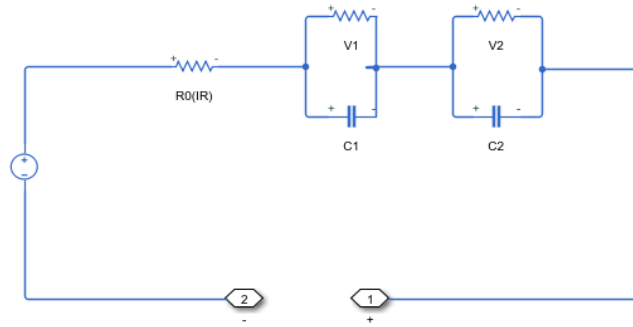 + - + -
V1 V2
+ -
R0(IR)
+ - + -
C1 C2
+
−
2 1
- +